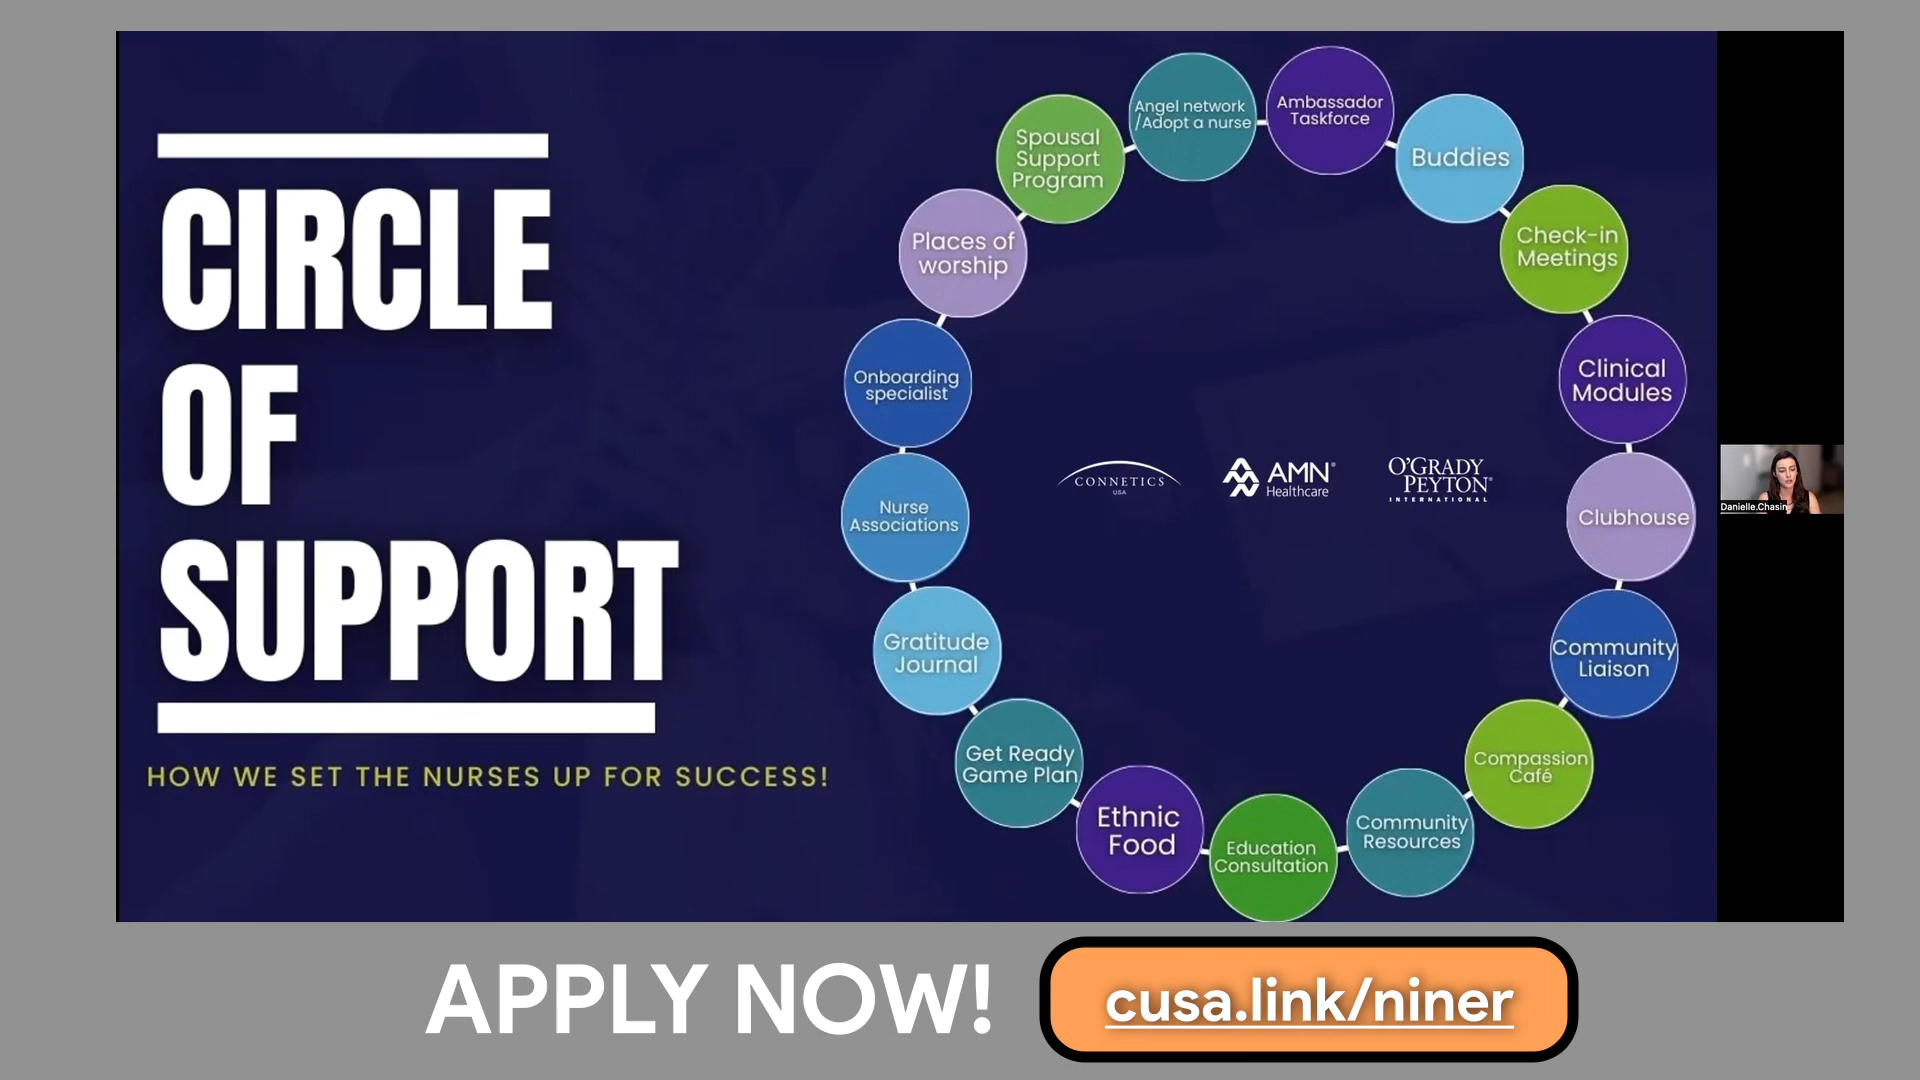 CIRCLE
OF
SUPPORT
HOW WE SET THE NURSES UP FOR SUCCESS!
Angel network
/Adopt a nurse
Ambassador
Taskforce
Buddies
Check-in
Meetings
Clinical
Modules
Clubhouse
Community
Liaison
Compassion
Café
Community
Resources
Education
Consultation
Ethnic
Food
Get Ready
Game Plan
Gratitude
Journal
Nurse
Associations
Onboarding
specialist
Places of
worship
Spousal
Support
Program
CONNETICS
USA
AMN®
Healthcare
O'GRADY
PEYTON®
INTERNATIONAL
Danielle.Chasin
APPLY NOW!
cusa.link/niner